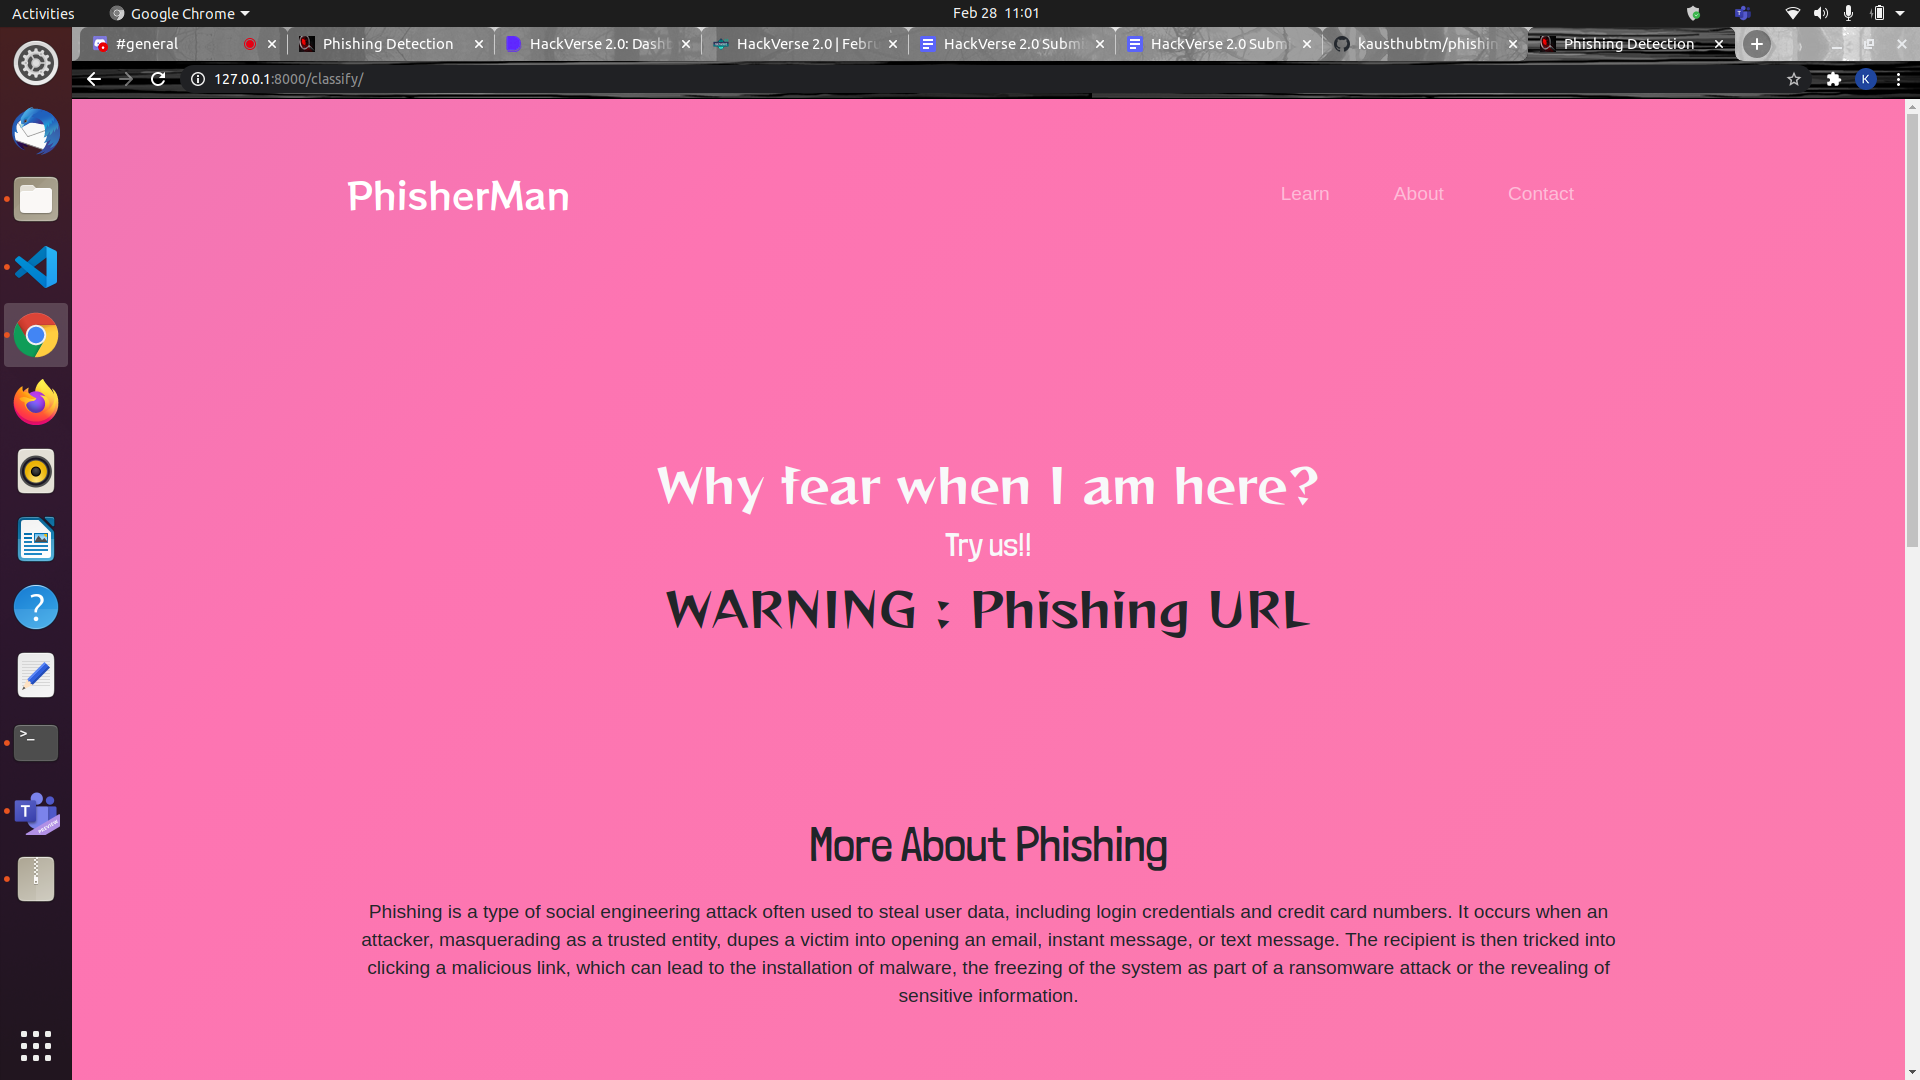 Activities
Google Chrome
Feb 28 11:01
#general
Phishing Detection
HackVerse 2.0: Dash
HackVerse 2.0 | Febru
HackVerse 2.0 Submi
HackVerse 2.0 Subm
kausthubtm/phishin
Phishing Detection
127.0.0.1:8000/classify/
K
PhisherMan
Learn
About
Contact
Why fear when I am here?
Try us!!
WARNING : Phishing URL
More About Phishing
Phishing is a type of social engineering attack often used to steal user data, including login credentials and credit card numbers. It occurs when an
attacker, masquerading as a trusted entity, dupes a victim into opening an email, instant message, or text message. The recipient is then tricked into
clicking a malicious link, which can lead to the installation of malware, the freezing of the system as part of a ransomware attack or the revealing of
sensitive information.